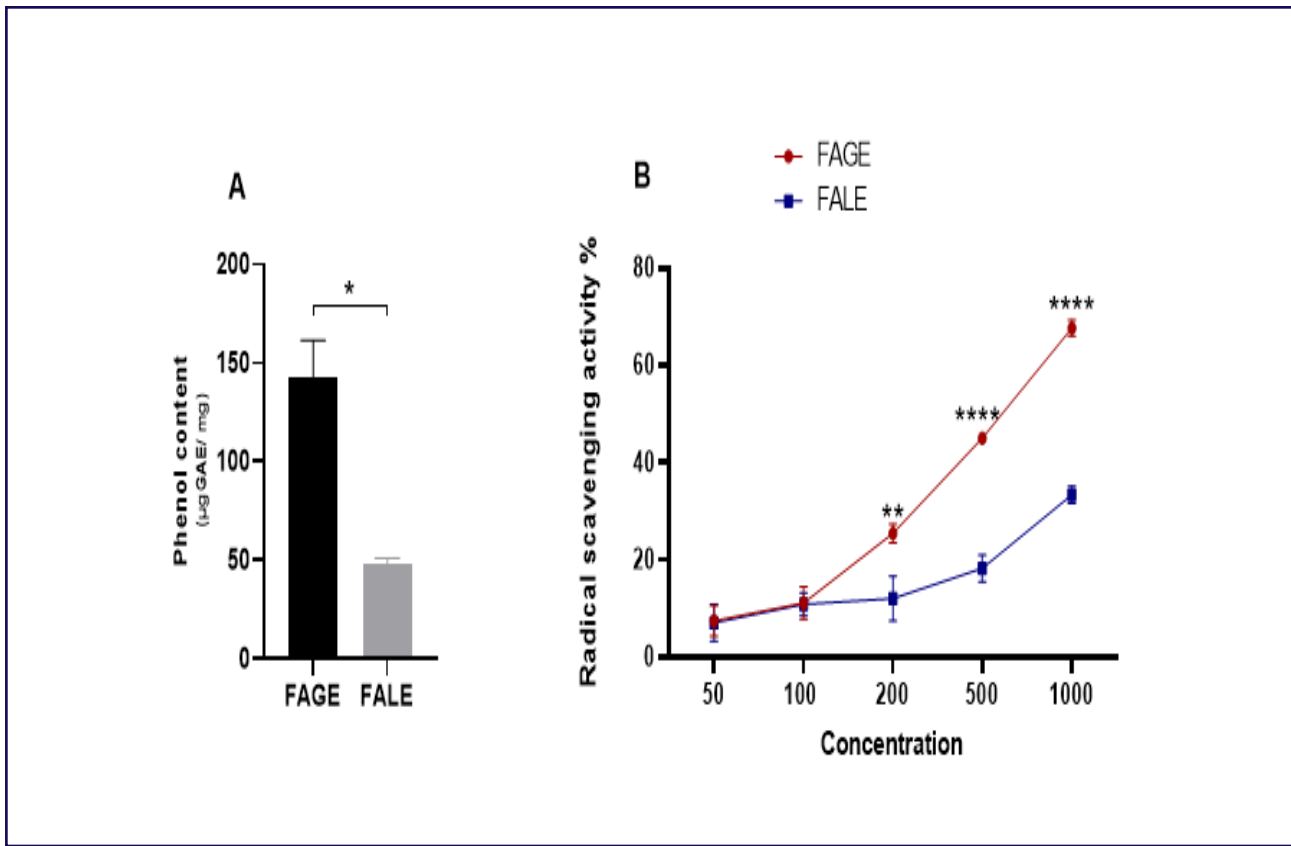 A
200
150
100
50
0
Phenol content
(µg GAE/ mg)
*
FAGE FALE
FAGE
FALE
B
80
60
40
20
0
Radical scavenging activity %
**
****
****
50 100 200 500 1000
Concentration